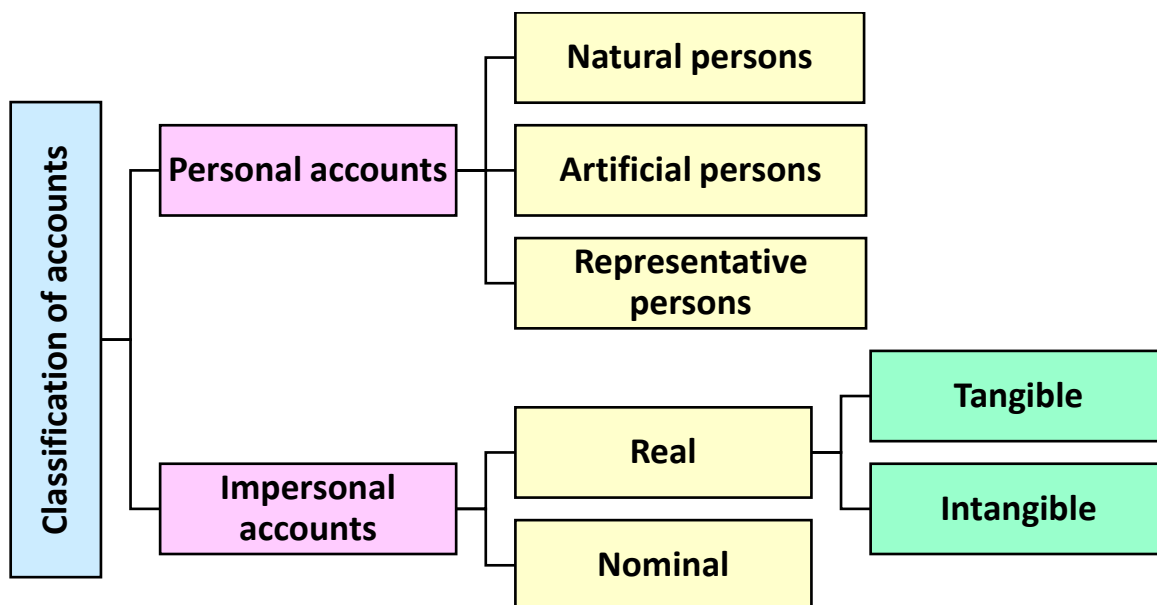 Classification of accounts
Personal accounts
Natural persons
Artificial persons
Representative
persons
Impersonal
accounts
Real
Tangible
Intangible
Nominal